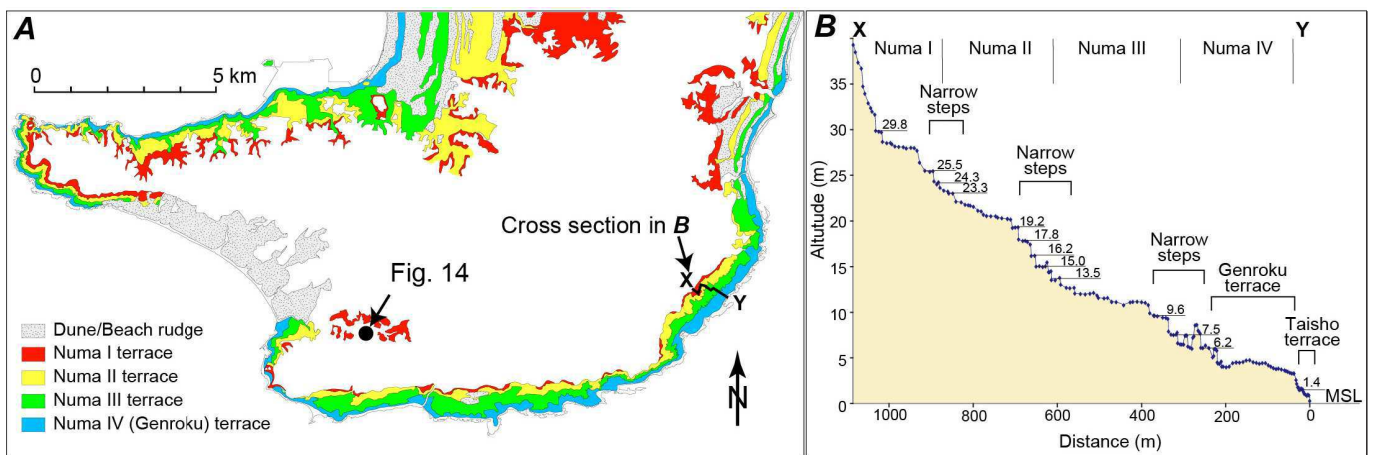 A
0 5 km
Cross section in B
X
Y
Fig. 14
N
Dune/Beach rudge
Numa I terrace
Numa II terrace
Numa III terrace
Numa IV (Genroku) terrace
B
X
Y
Numa I
Numa II
Numa III
Numa IV
Narrow
steps
Narrow
steps
Narrow
steps
Genroku
terrace
Taisho
terrace
29.8
25.5
24.3
23.3
19.2
17.8
16.2
15.0
13.5
9.6
7.5
6.2
1.4
MSL
Altutude (m)
35
30
25
20
15
10
5
0
1000 800 600 400 200 0
Distance (m)